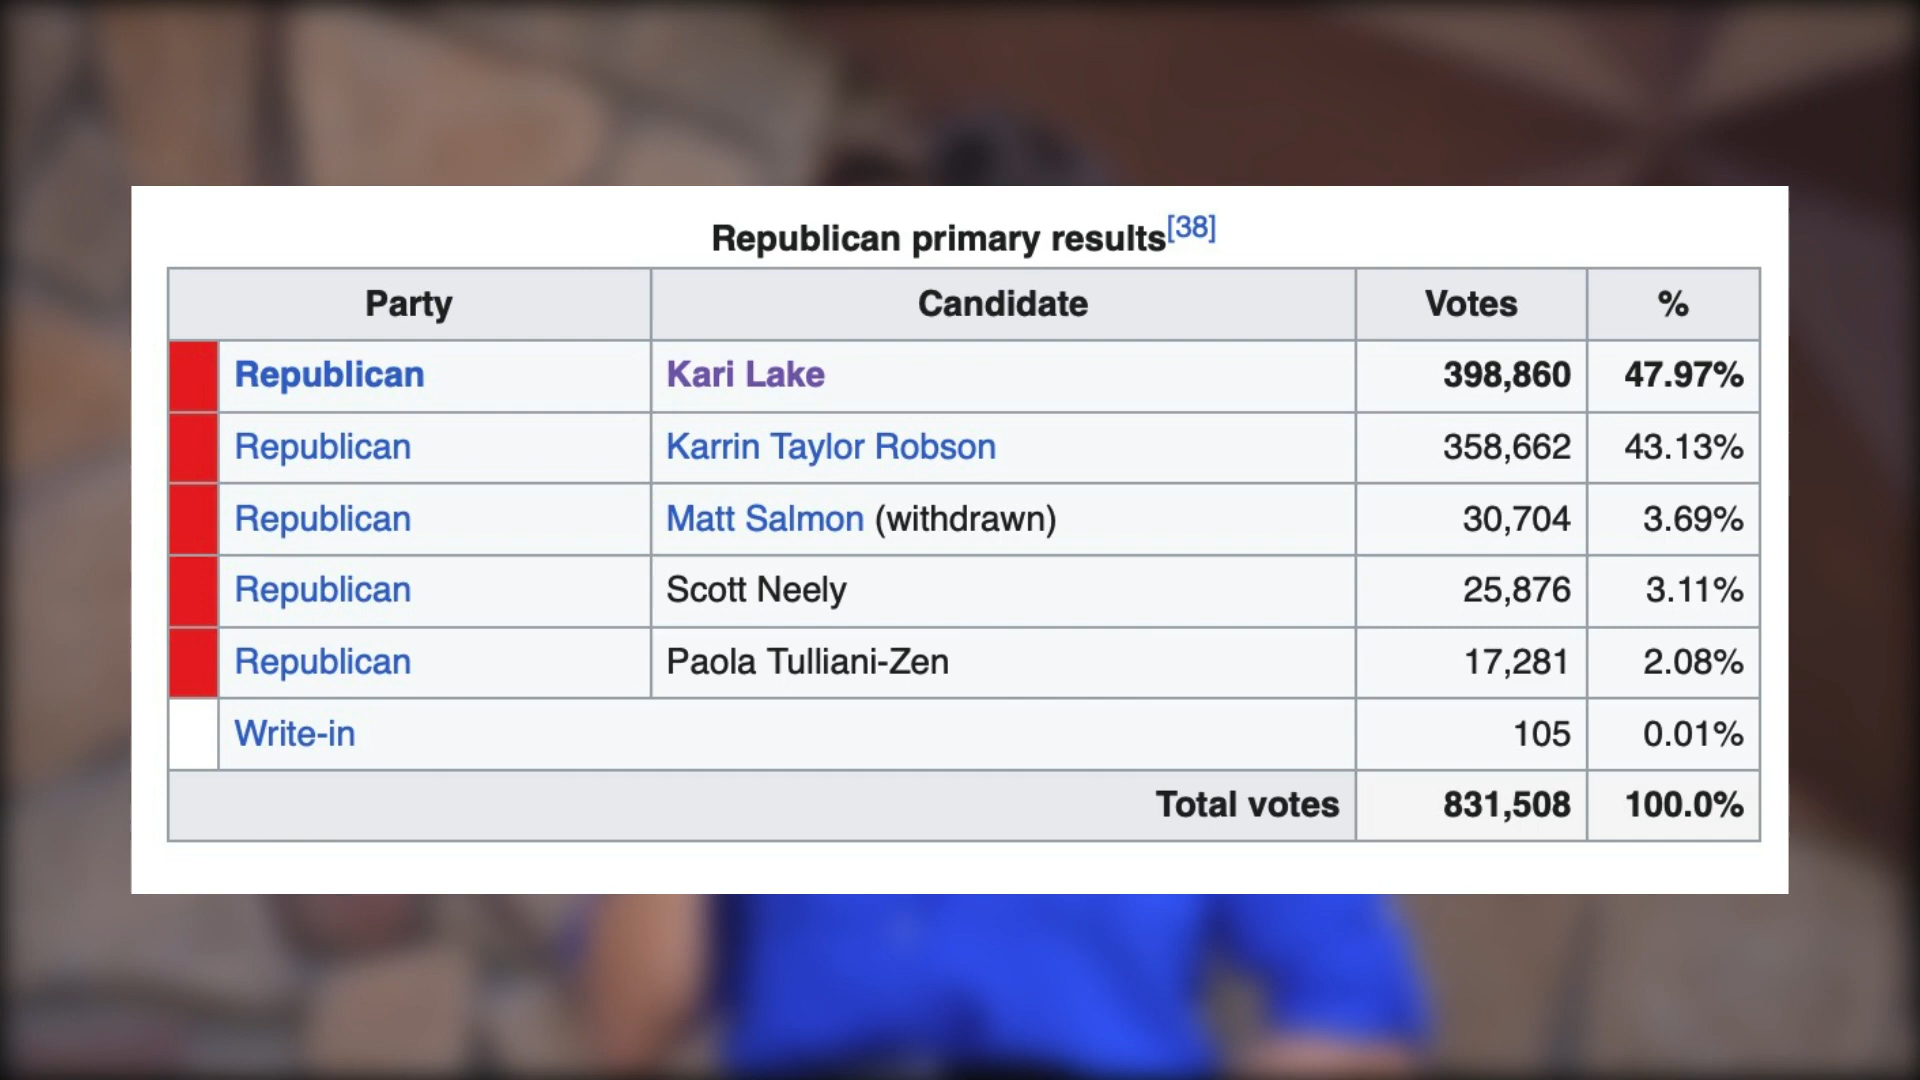 Republican primary results[38]
Party Candidate Votes %
Republican Kari Lake 398,860 47.97%
Republican Karrin Taylor Robson 358,662 43.13%
Republican Matt Salmon (withdrawn) 30,704 3.69%
Republican Scott Neely 25,876 3.11%
Republican Paola Tulliani-Zen 17,281 2.08%
Write-in 105 0.01%
Total votes 831,508 100.0%